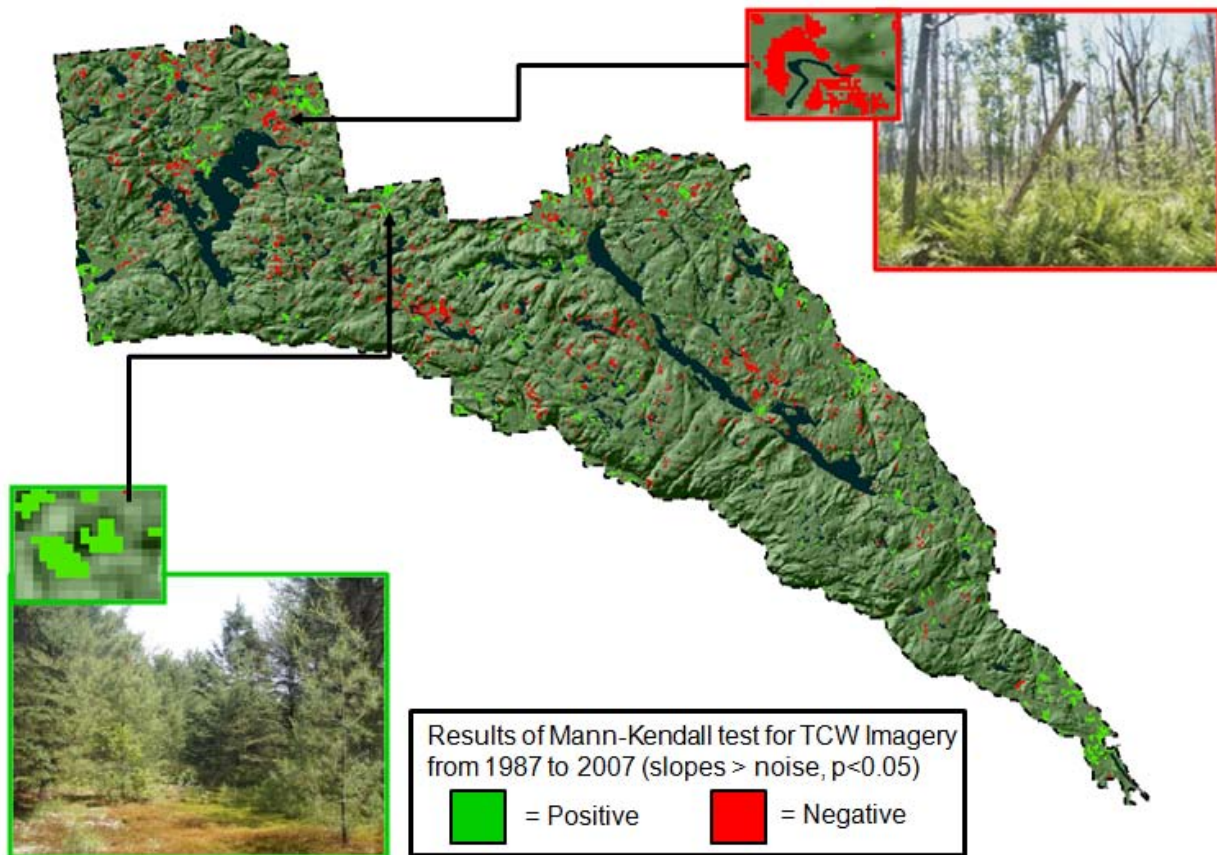 Results of Mann-Kendall test for TCW Imagery
from 1987 to 2007 (slopes > noise, p<0.05)
= Positive
= Negative